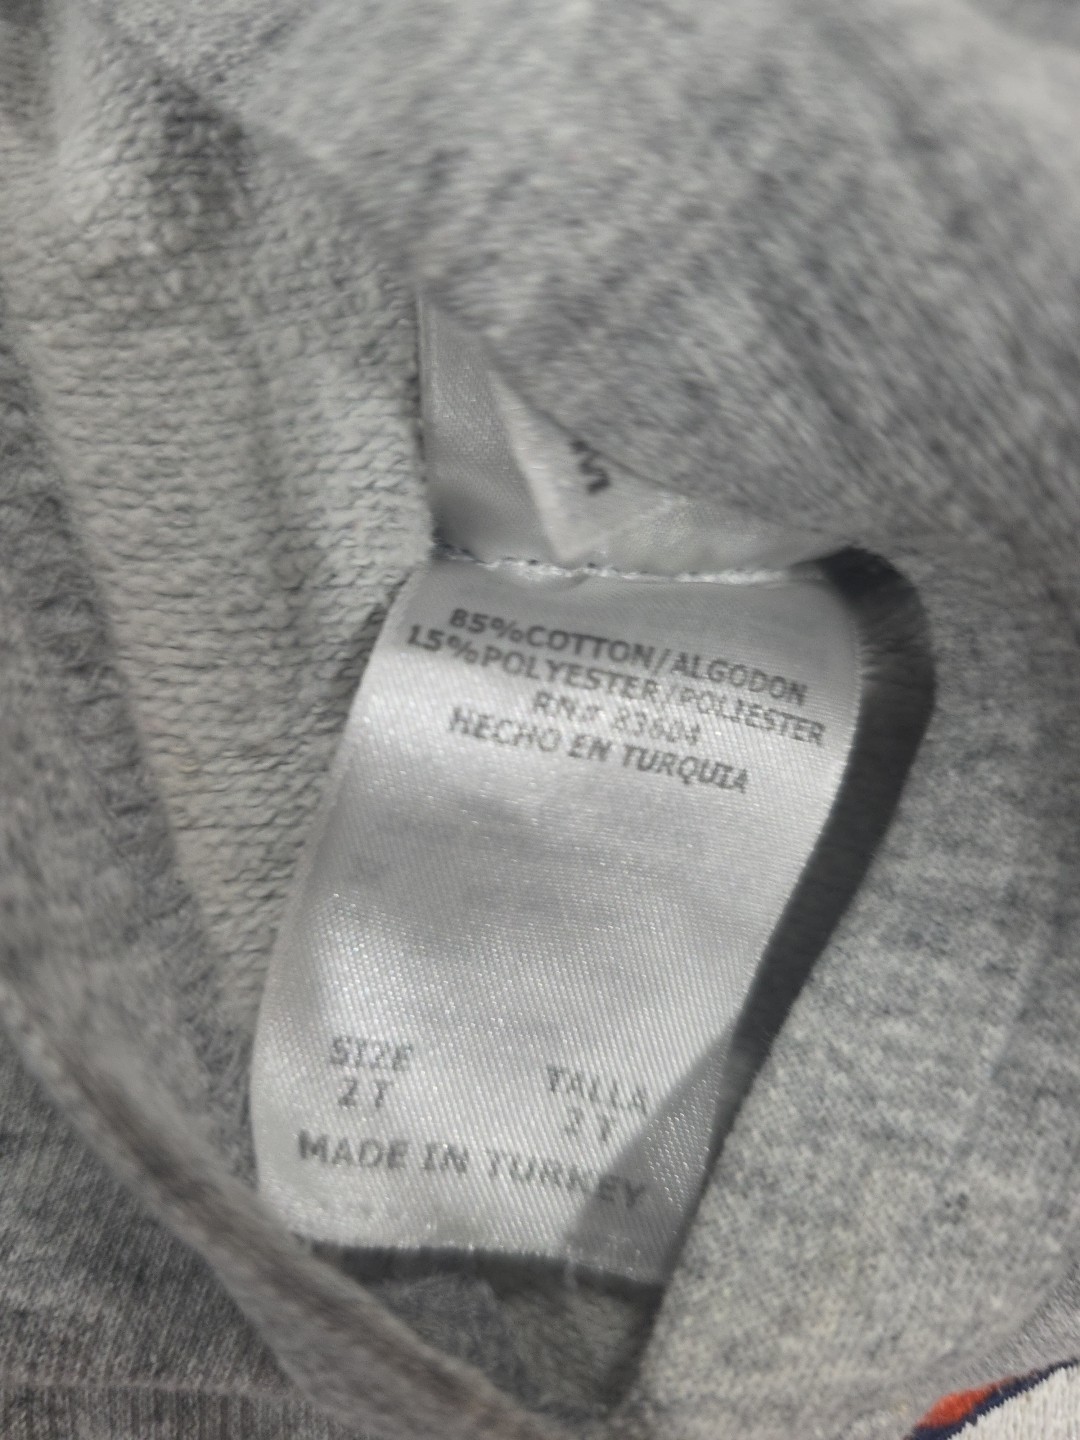 85%COTTON/ALGODON
15%POLYESTER/POLIESTER
RN# 83604
HECHO EN TURQUIA
SIZE TALLA
2T 2T
MADE IN TURKEY